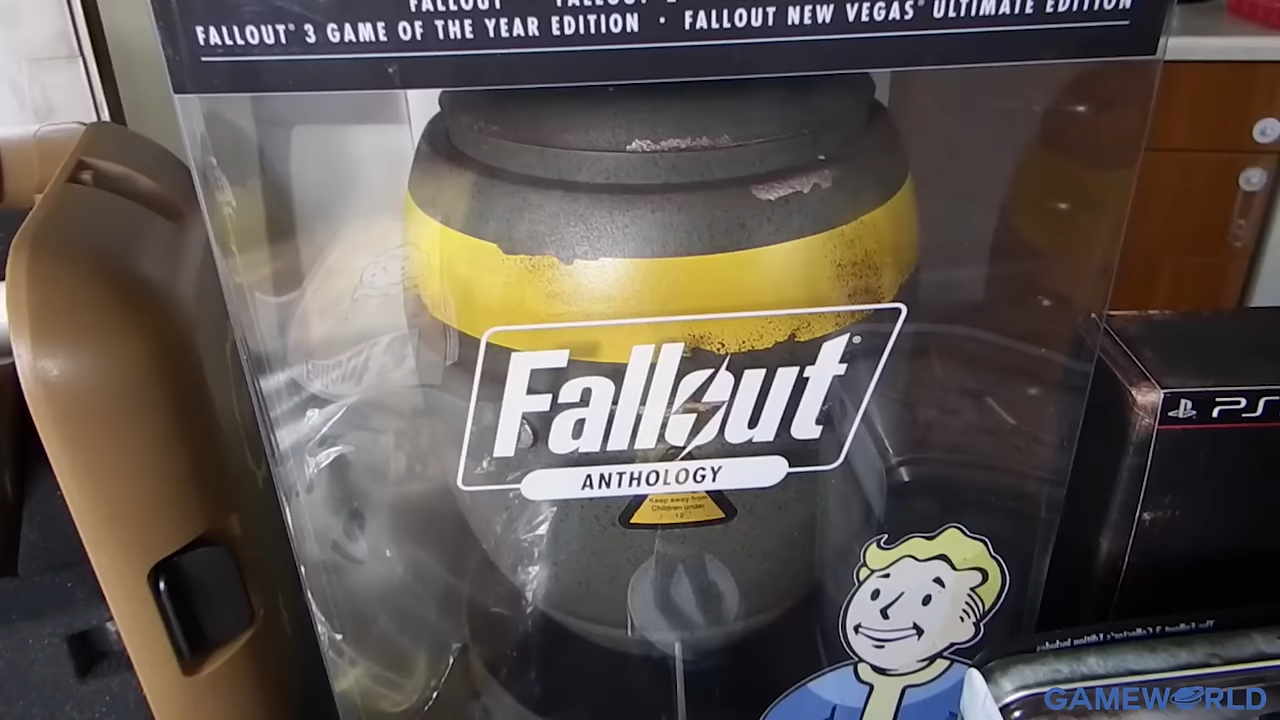 FALLOUT® 3 GAME OF THE YEAR EDITION · FALLOUT NEW VEGAS® ULTIMATE EDITION
Fallout®
ANTHOLOGY
Keep away from
Children under
12
PS
GAMEWORLD